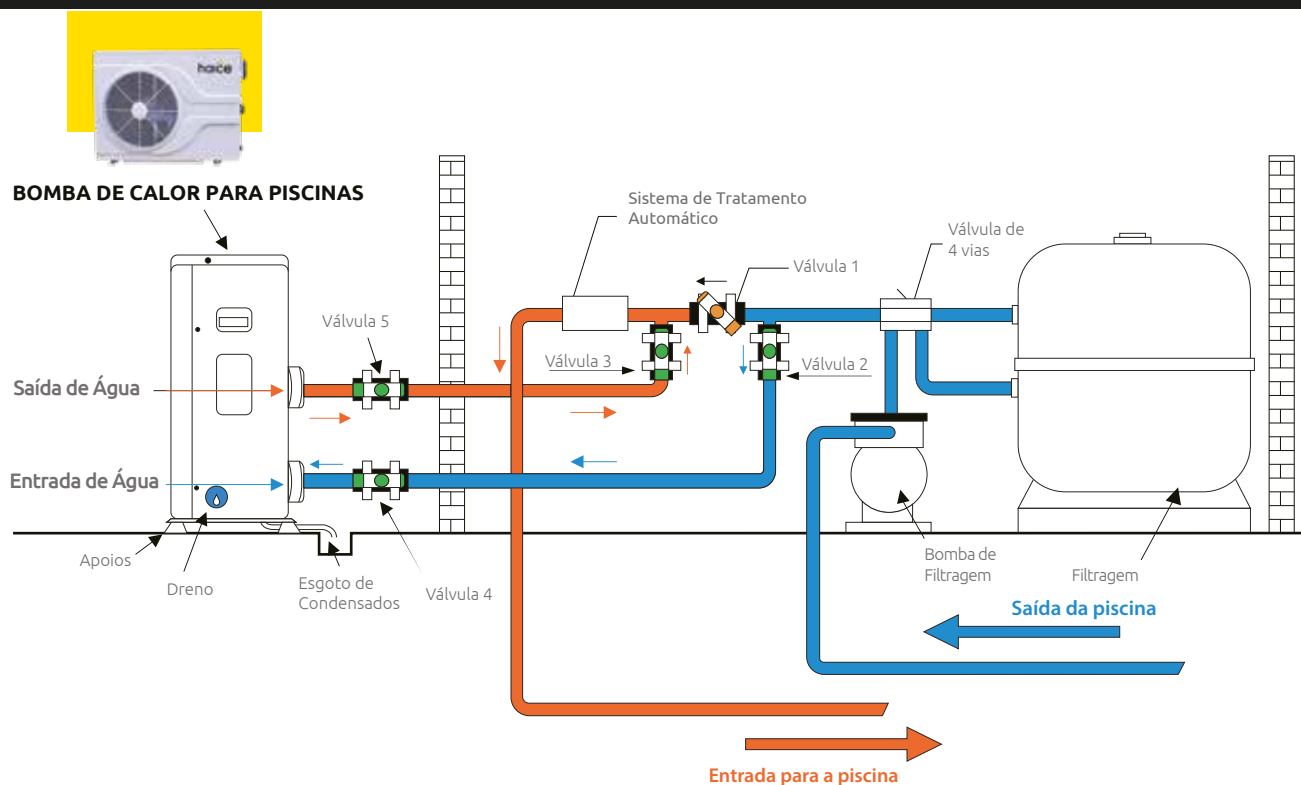 hace
BOMBA DE CALOR PARA PISCINAS
Sistema de Tratamento
Automático
Válvula de
4 vias
Válvula 1
Válvula 5
Válvula 3
Válvula 2
Saída de Água
Entrada de Água
Apoios
Dreno
Esgoto de
Condensados
Válvula 4
Bomba de
Filtragem
Filtragem
Saída da piscina
Entrada para a piscina